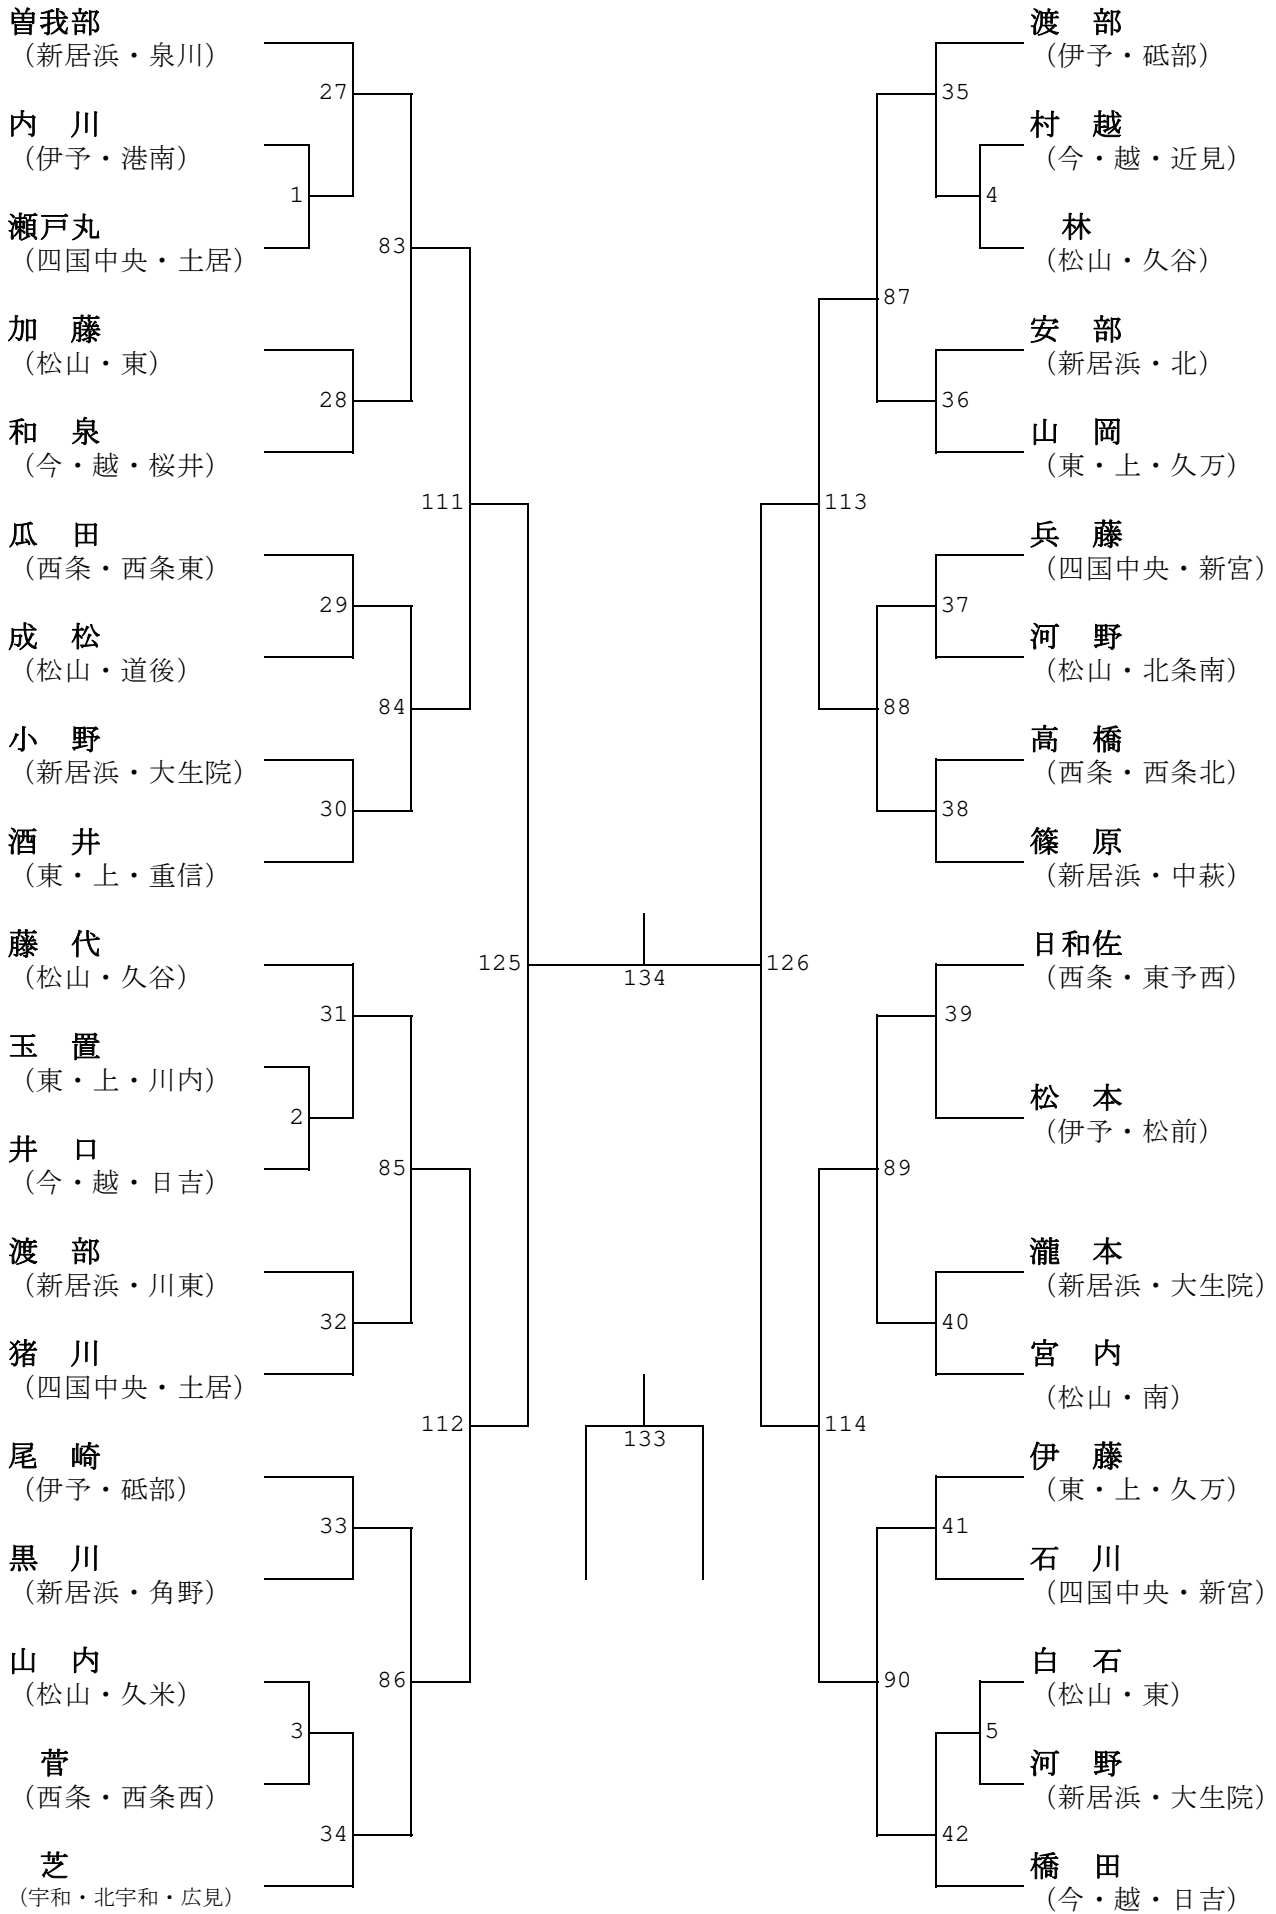 曽我部
（新居浜・泉川）
27
内　川
（伊予・港南）
1
瀬戸丸
（四国中央・土居）
83
加　藤
（松山・東）
28
和　泉
（今・越・桜井）
111
瓜　田
（西条・西条東）
29
成　松
（松山・道後）
84
小　野
（新居浜・大生院）
30
酒　井
（東・上・重信）
125
藤　代
（松山・久谷）
31
玉　置
（東・上・川内）
2
井　口
（今・越・日吉）
85
渡　部
（新居浜・川東）
32
猪　川
（四国中央・土居）
112
尾　崎
（伊予・砥部）
33
黒　川
（新居浜・角野）
山　内
（松山・久米）
86
3
菅
（西条・西条西）
34
芝
（宇和・北宇和・広見）
134
133
渡　部
（伊予・砥部）
35
村　越
（今・越・近見）
4
林
（松山・久谷）
87
安　部
（新居浜・北）
36
山　岡
（東・上・久万）
113
兵　藤
（四国中央・新宮）
37
河　野
（松山・北条南）
88
高　橋
（西条・西条北）
38
篠　原
（新居浜・中萩）
126
日和佐
（西条・東予西）
39
松　本
（伊予・松前）
89
瀧　本
（新居浜・大生院）
40
宮　内
（松山・南）
114
伊　藤
（東・上・久万）
41
石　川
（四国中央・新宮）
白　石
（松山・東）
90
5
河　野
（新居浜・大生院）
42
橋　田
（今・越・日吉）